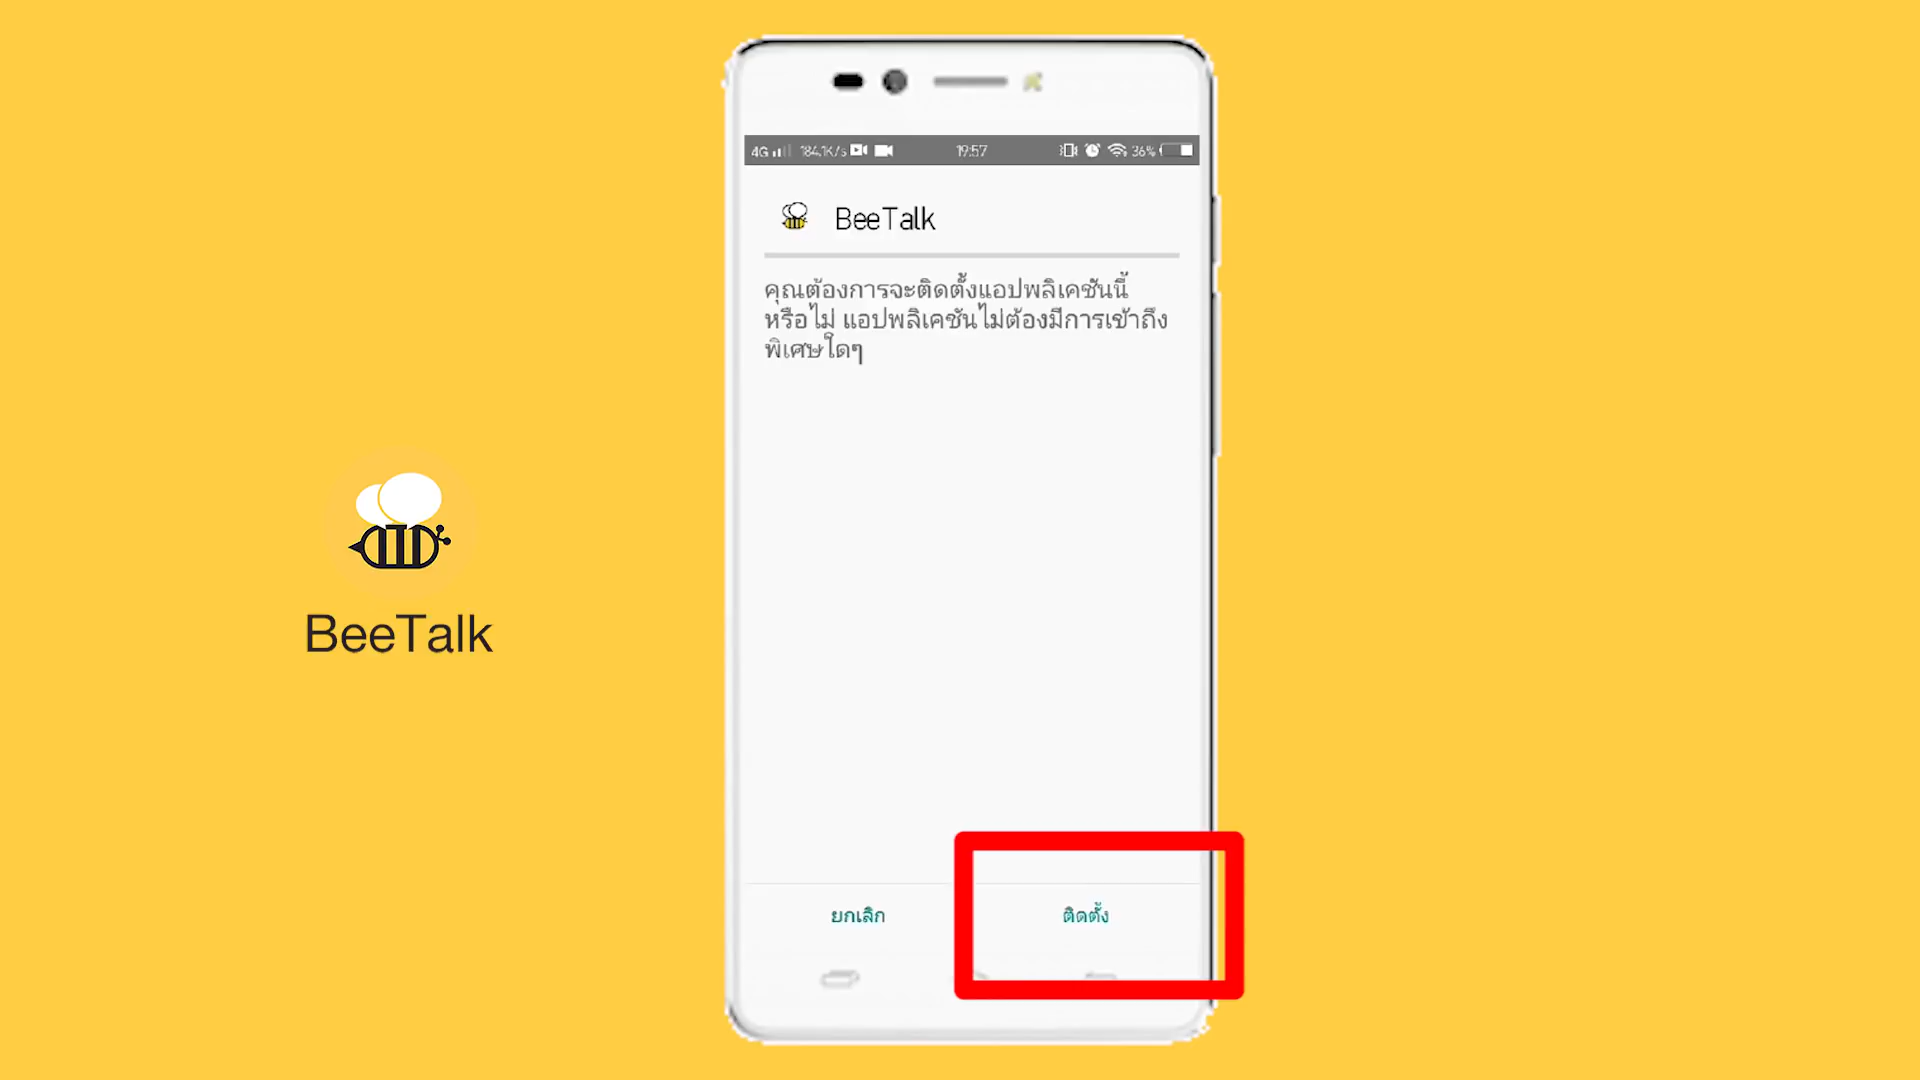 4G 184.1K/s 19:57 36%
BeeTalk
คุณต้องการจะติดตั้งแอปพลิเคชันนี้
หรือไม่ แอปพลิเคชันไม่ต้องมีการเข้าถึง
พิเศษใดๆ
BeeTalk
ยกเลิก ติดตั้ง